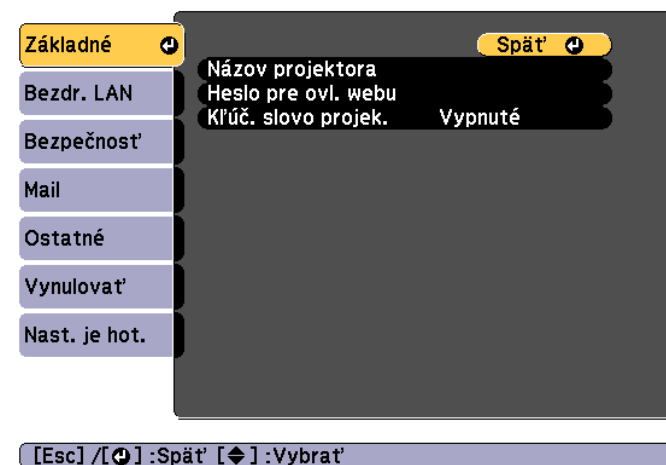 Základné
Späť
Názov projektora
Bezdr. LAN
Heslo pre ovl. webu
Kľúč. slovo projek. Vypnuté
Bezpečnosť
Mail
Ostatné
Vynulovať
Nast. je hot.
[Esc] /[ ] :Späť [ ] :Vybrať